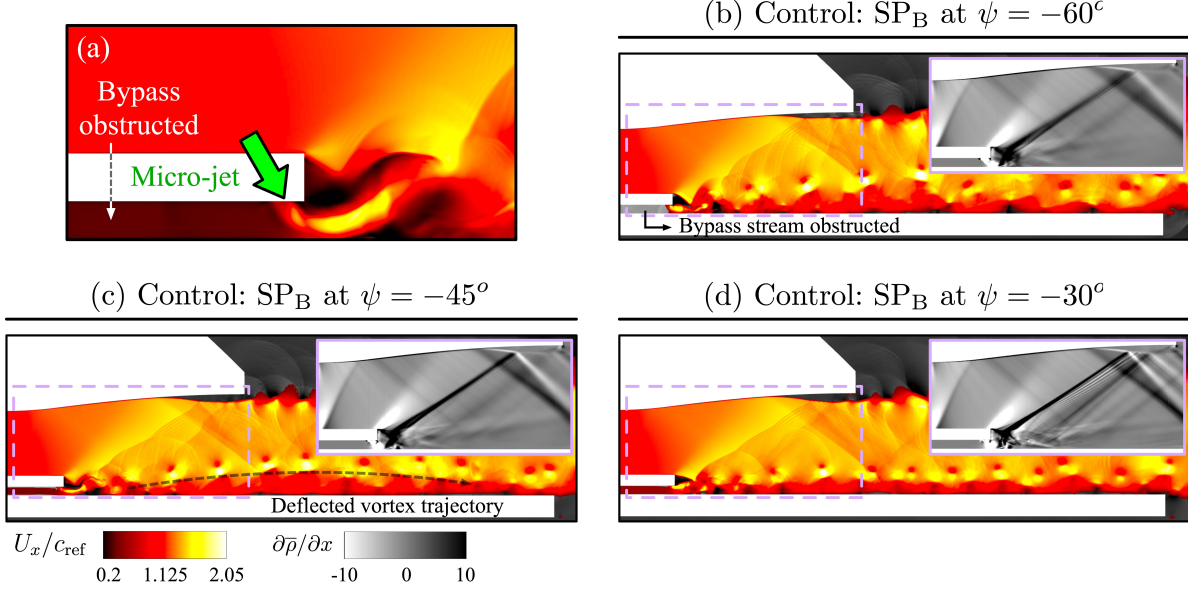 (a)
Bypass
obstructed
Micro-jet
(b) Control: SP_B at ψ = −60^o
Bypass stream obstructed
(c) Control: SP_B at ψ = −45^o
Deflected vortex trajectory
(d) Control: SP_B at ψ = −30^o
U_x/c_ref
0.2 1.125 2.05
∂ρ̅/∂x
-10 0 10